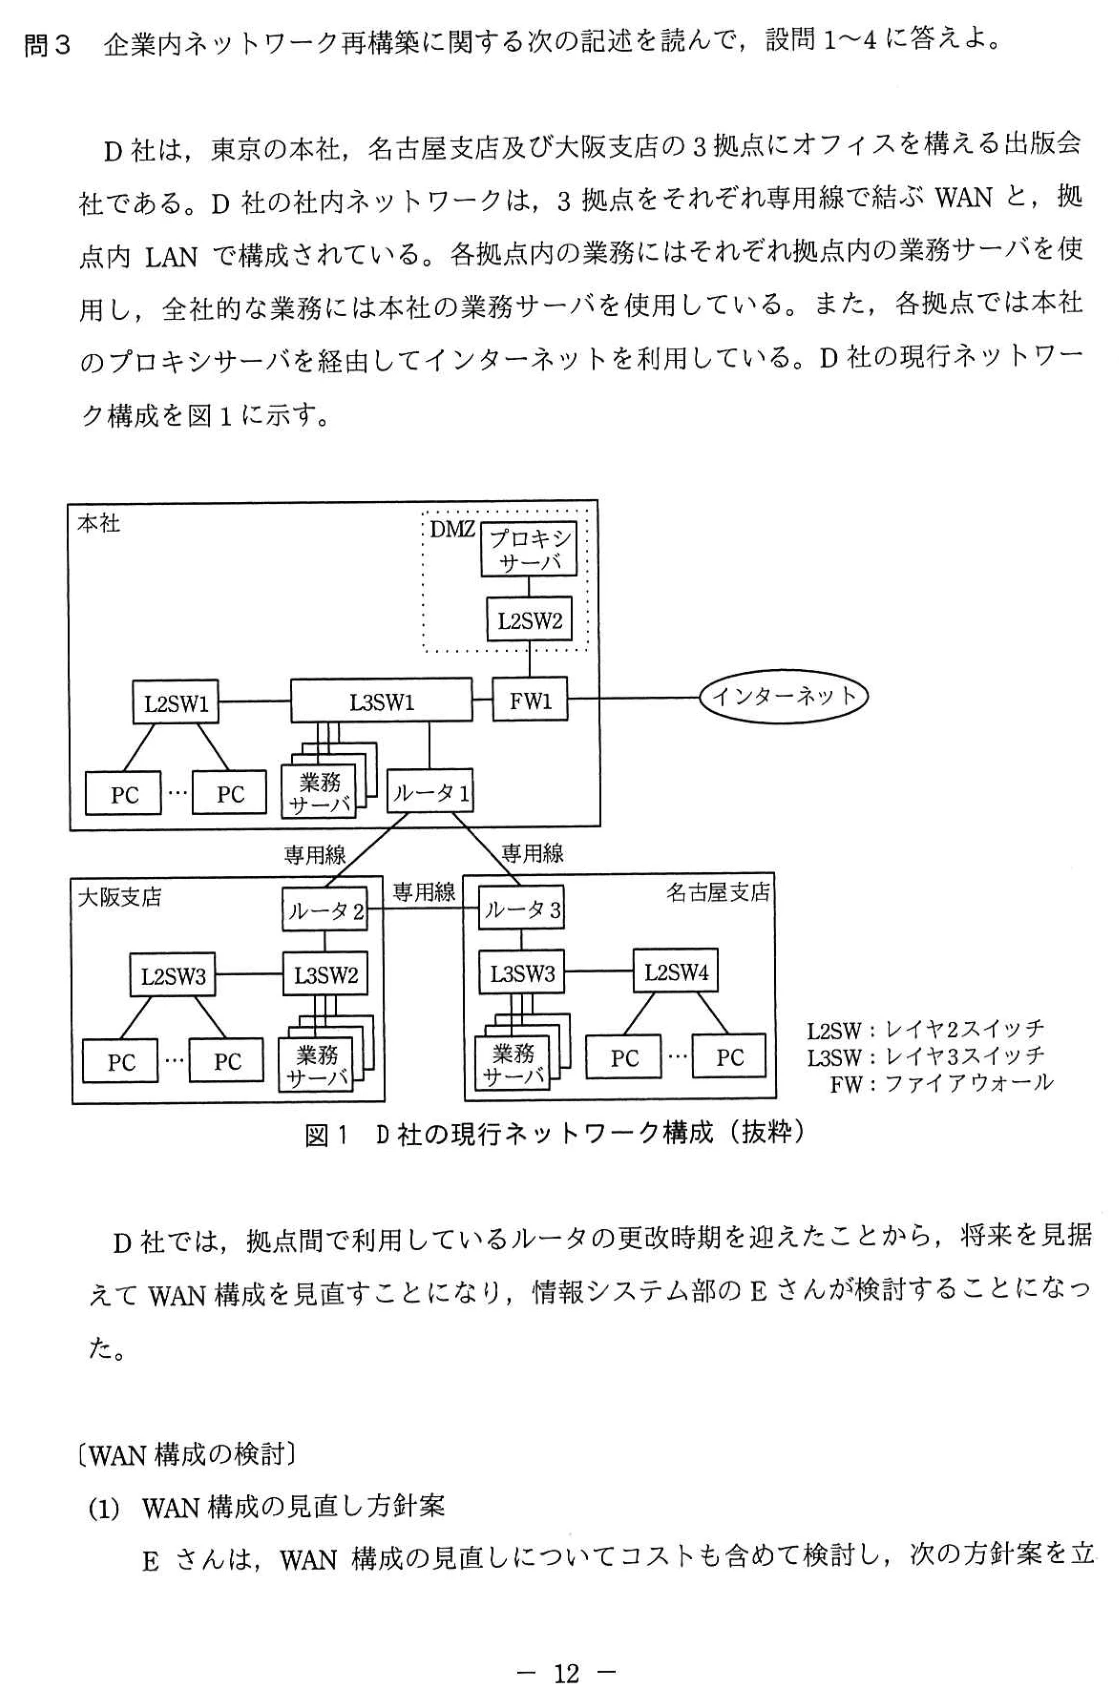 問3 企業内ネットワーク再構築に関する次の記述を読んで，設問1～4に答えよ。
D社は，東京の本社，名古屋支店及び大阪支店の3拠点にオフィスを構える出版会
社である。D社の社内ネットワークは，3拠点をそれぞれ専用線で結ぶWANと，拠
点内LANで構成されている。各拠点内の業務にはそれぞれ拠点内の業務サーバを使
用し，全社的な業務には本社の業務サーバを使用している。また，各拠点では本社
のプロキシサーバを経由してインターネットを利用している。D社の現行ネットワー
ク構成を図1に示す。
本社
DMZ
プロキシ
サーバ
L2SW2
L2SW1
L3SW1
FW1
インターネット
PC
…
PC
業務
サーバ
ルータ1
専用線
専用線
大阪支店
ルータ2
専用線
ルータ3
名古屋支店
L2SW3
L3SW2
L3SW3
L2SW4
PC
…
PC
業務
サーバ
業務
サーバ
PC
…
PC
L2SW：レイヤ2スイッチ
L3SW：レイヤ3スイッチ
FW：ファイアウォール
図1 D社の現行ネットワーク構成（抜粋）
D社では，拠点間で利用しているルータの更改時期を迎えたことから，将来を見据
えてWAN構成を見直すことになり，情報システム部のEさんが検討することになっ
た。
〔WAN構成の検討〕
(1) WAN構成の見直し方針案
Eさんは，WAN構成の見直しについてコストも含めて検討し，次の方針案を立
－ 12 －